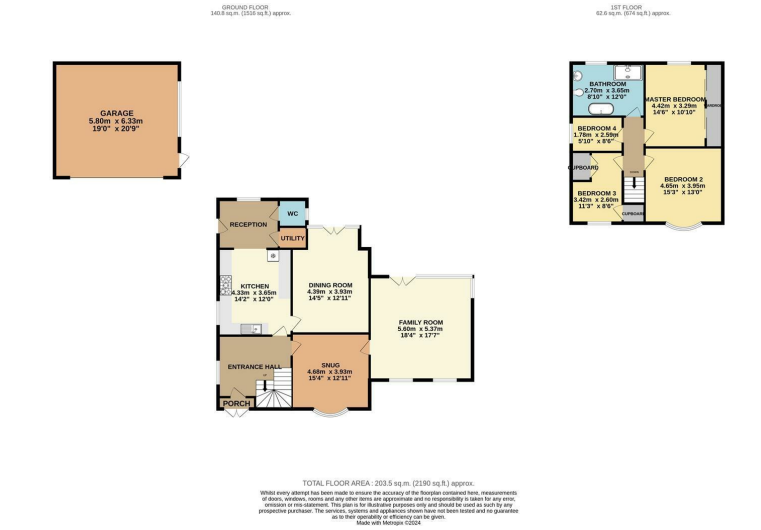 GROUND FLOOR
140.8 sq.m. (1516 sq.ft.) approx.
1ST FLOOR
62.6 sq.m. (674 sq.ft.) approx.
GARAGE
5.80m x 6.33m
19'0" x 20'9"
BATHROOM
2.70m x 3.65m
8'10" x 12'0"
MASTER BEDROOM
4.42m x 3.29m
14'6" x 10'10"
BEDROOM 4
1.78m x 2.59m
5'10" x 8'6"
CUPBOARD
BEDROOM 3
3.42m x 2.60m
11'3" x 8'6"
BEDROOM 2
4.65m x 3.95m
15'3" x 13'0"
CUPBOARD
RECEPTION
WC
UTILITY
KITCHEN
4.33m x 3.65m
14'2" x 12'0"
DINING ROOM
4.39m x 3.93m
14'5" x 12'11"
FAMILY ROOM
5.60m x 5.37m
18'4" x 17'7"
ENTRANCE HALL
SNUG
4.68m x 3.93m
15'4" x 12'11"
UP
PORCH
TOTAL FLOOR AREA : 203.5 sq.m. (2190 sq.ft.) approx.
Whilst every attempt has been made to ensure the accuracy of the floorplan contained here, measurements
of doors, windows, rooms and any other items are approximate and no responsibility is taken for any error,
omission or mis-statement. This plan is for illustrative purposes only and should be used as such by any
prospective purchaser. The services, systems and appliances shown have not been tested and no guarantee
as to their operability or efficiency can be given.
Made with Metropix ©2024